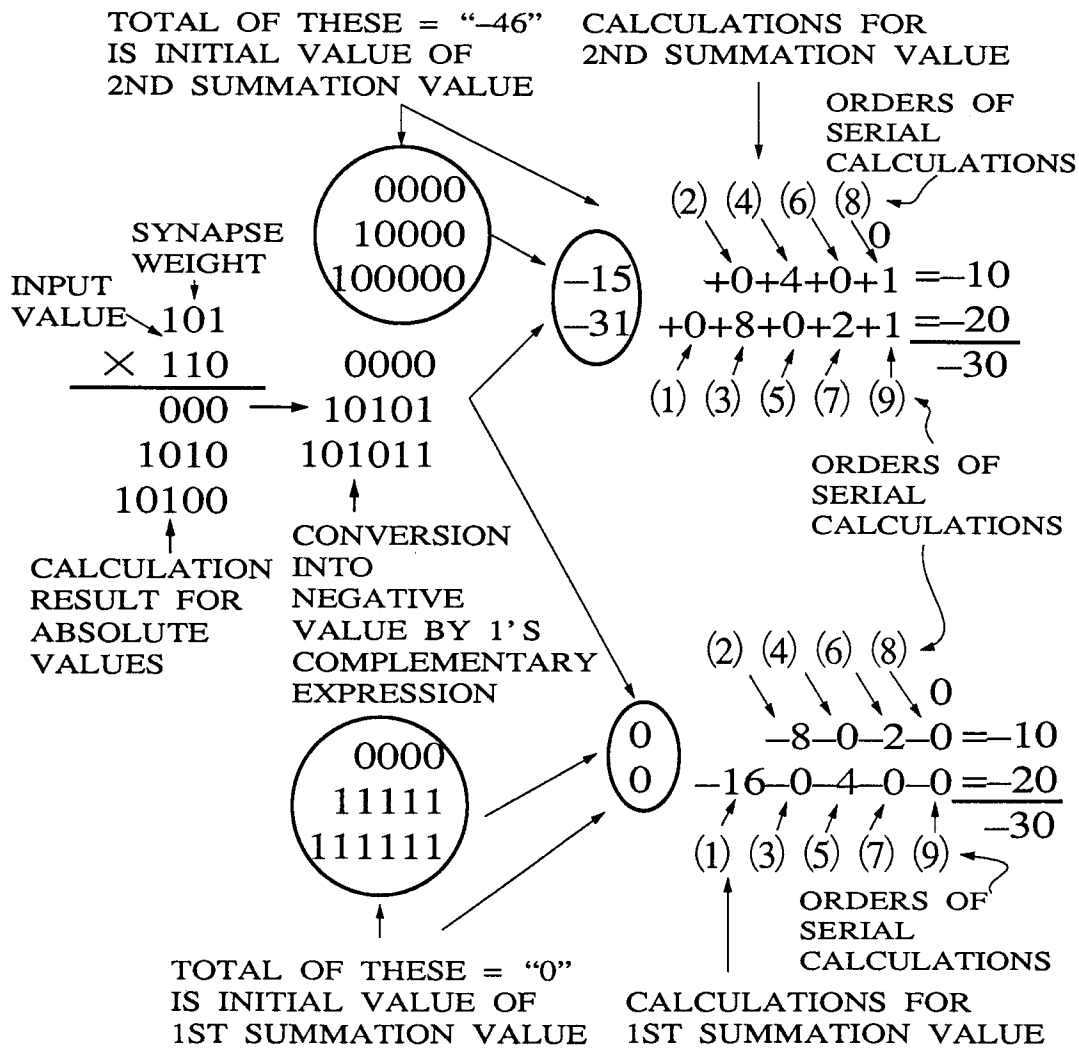 TOTAL OF THESE = “–46”
IS INITIAL VALUE OF
2ND SUMMATION VALUE
CALCULATIONS FOR
2ND SUMMATION VALUE
ORDERS OF
SERIAL
CALCULATIONS
0000
10000
100000
(2) (4) (6) (8)
0
–15 +0+4+0+1 =–10
–31 +0+8+0+2+1 =–20
–30
(1) (3) (5) (7) (9)
SYNAPSE
WEIGHT
INPUT
VALUE
101
× 110
000
1010
10100
0000
10101
101011
ORDERS OF
SERIAL
CALCULATIONS
CALCULATION
RESULT FOR
ABSOLUTE
VALUES
CONVERSION
INTO
NEGATIVE
VALUE BY 1’S
COMPLEMENTARY
EXPRESSION
(2) (4) (6) (8)
0
0 –8–0–2–0=–10
0 –16–0–4–0–0=–20
–30
(1) (3) (5) (7) (9)
0000
11111
111111
ORDERS OF
SERIAL
CALCULATIONS
TOTAL OF THESE = “0”
IS INITIAL VALUE OF
1ST SUMMATION VALUE
CALCULATIONS FOR
1ST SUMMATION VALUE